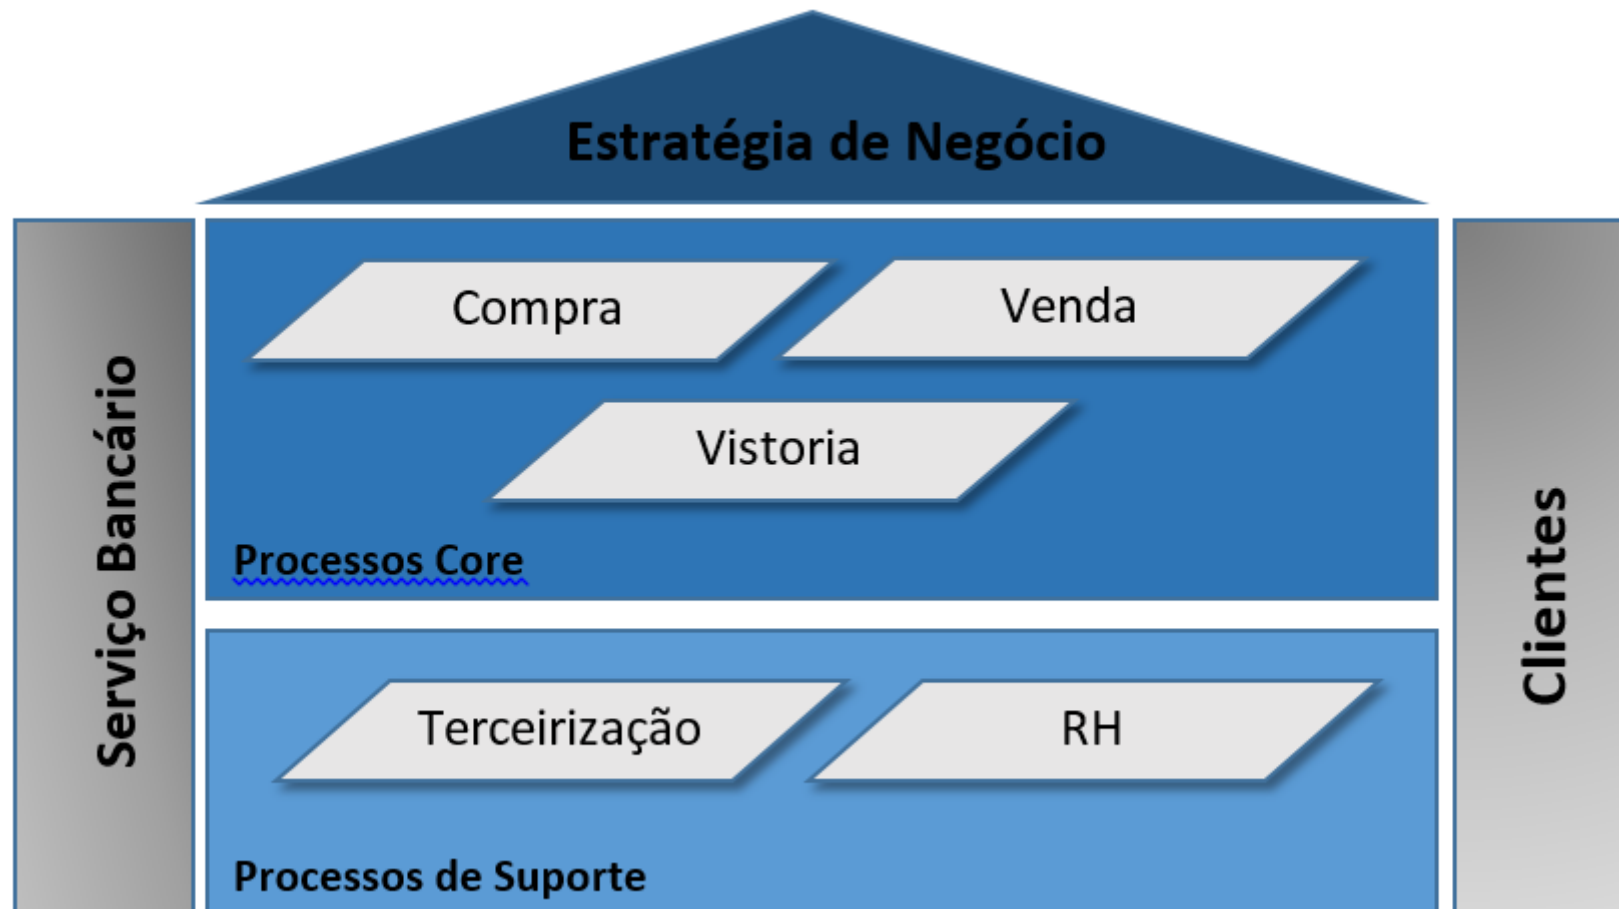 Estratégia de Negócio
Serviço Bancário
Compra
Venda
Vistoria
Processos Core
Terceirização
RH
Processos de Suporte
Clientes